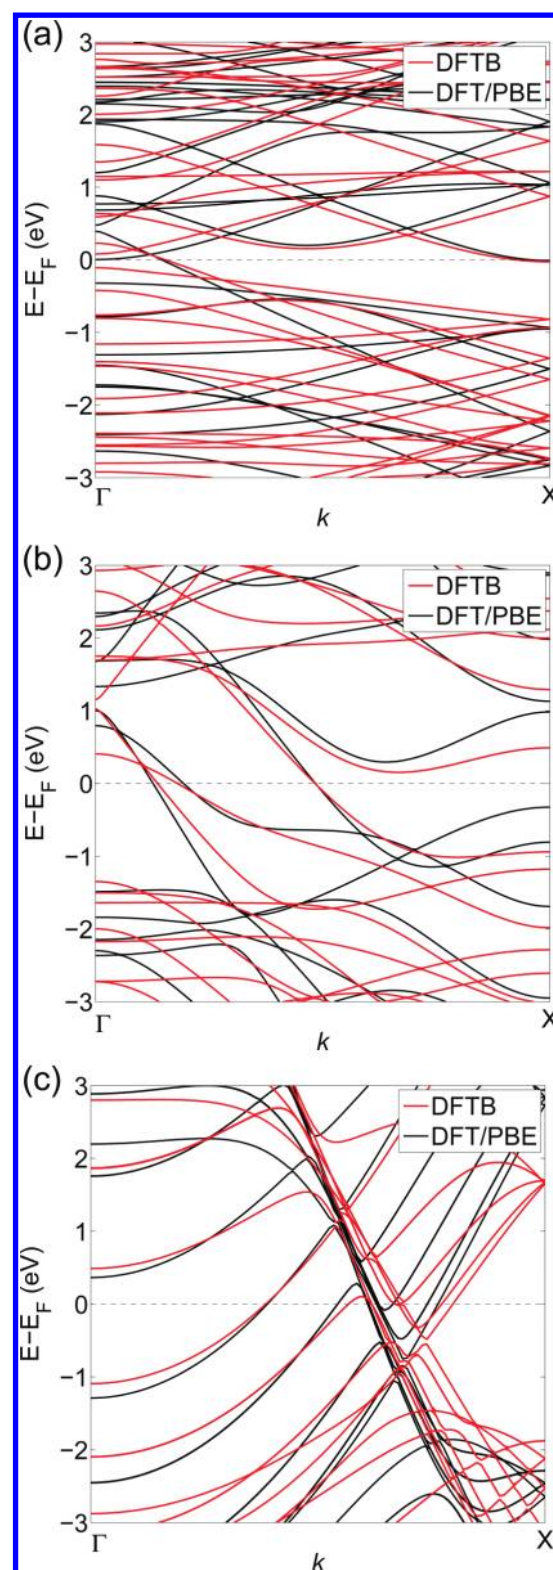 (a)
3
2
1
0
−1
−2
−3
E−E_F (eV)
DFTB
DFT/PBE
Γ
X
k
(b)
3
2
1
0
−1
−2
−3
E−E_F (eV)
DFTB
DFT/PBE
Γ
X
k
(c)
3
2
1
0
−1
−2
−3
E−E_F (eV)
DFTB
DFT/PBE
Γ
X
k